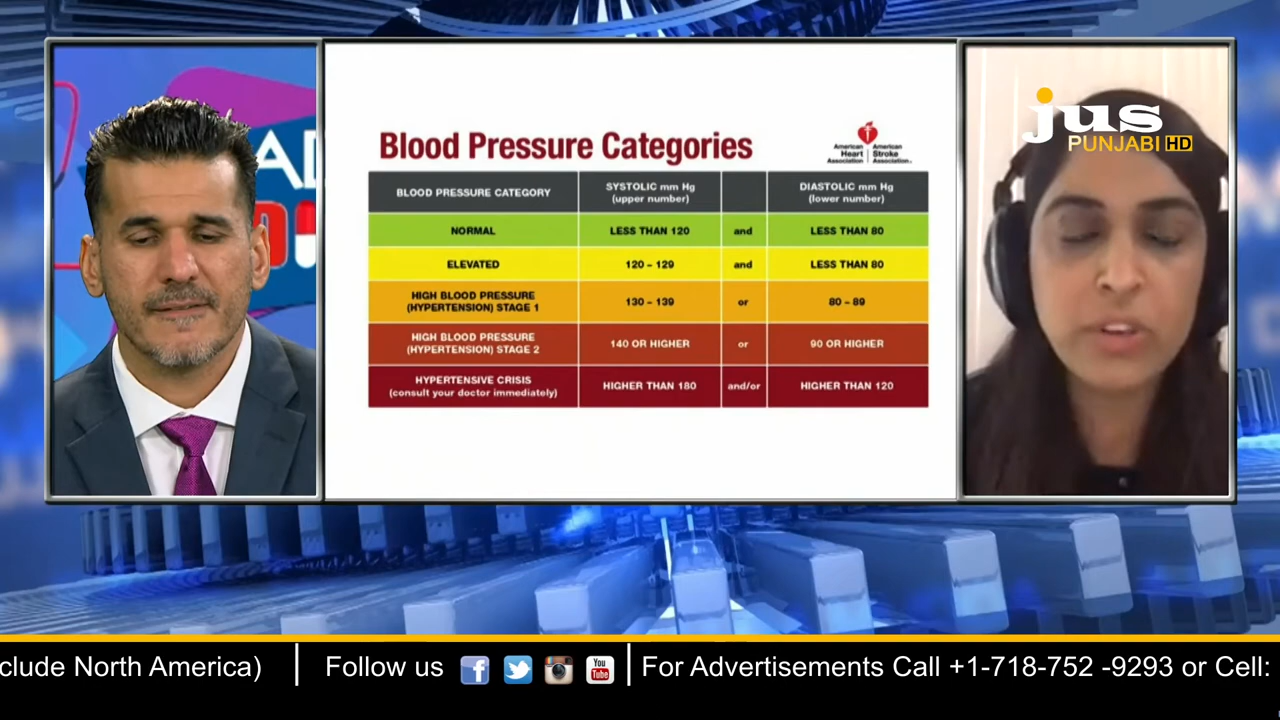 jus
PUNJABI HD
AD
Blood Pressure Categories
American Heart Association
American Stroke Association
BLOOD PRESSURE CATEGORY
SYSTOLIC mm Hg
(upper number)
DIASTOLIC mm Hg
(lower number)
NORMAL
LESS THAN 120
and
LESS THAN 80
ELEVATED
120 – 129
and
LESS THAN 80
HIGH BLOOD PRESSURE
(HYPERTENSION) STAGE 1
130 – 139
or
80 – 89
HIGH BLOOD PRESSURE
(HYPERTENSION) STAGE 2
140 OR HIGHER
or
90 OR HIGHER
HYPERTENSIVE CRISIS
(consult your doctor immediately)
HIGHER THAN 180
and/or
HIGHER THAN 120
clude North America) | Follow us | For Advertisements Call +1-718-752 -9293 or Cell:
You
Tube